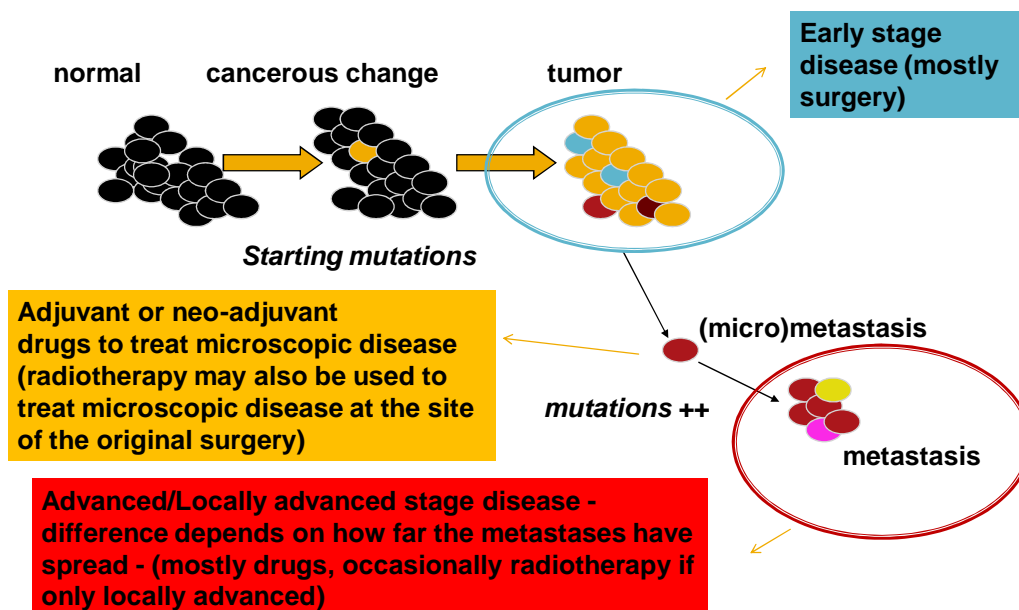 normal
cancerous change
tumor
Early stage
disease (mostly
surgery)
Starting mutations
Adjuvant or neo-adjuvant
drugs to treat microscopic disease
(radiotherapy may also be used to
treat microscopic disease at the site
of the original surgery)
(micro)metastasis
mutations ++
metastasis
Advanced/Locally advanced stage disease -
difference depends on how far the metastases have
spread - (mostly drugs, occasionally radiotherapy if
only locally advanced)